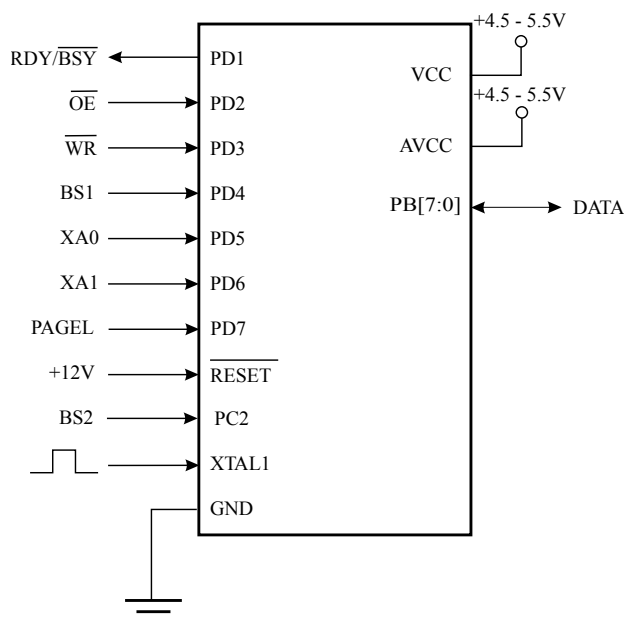 +4.5 - 5.5V
RDY/BSY PD1
VCC
OE PD2
+4.5 - 5.5V
WR PD3 AVCC
BS1 PD4
PB[7:0] DATA
XA0 PD5
XA1 PD6
PAGEL PD7
+12V RESET
BS2 PC2
XTAL1
GND